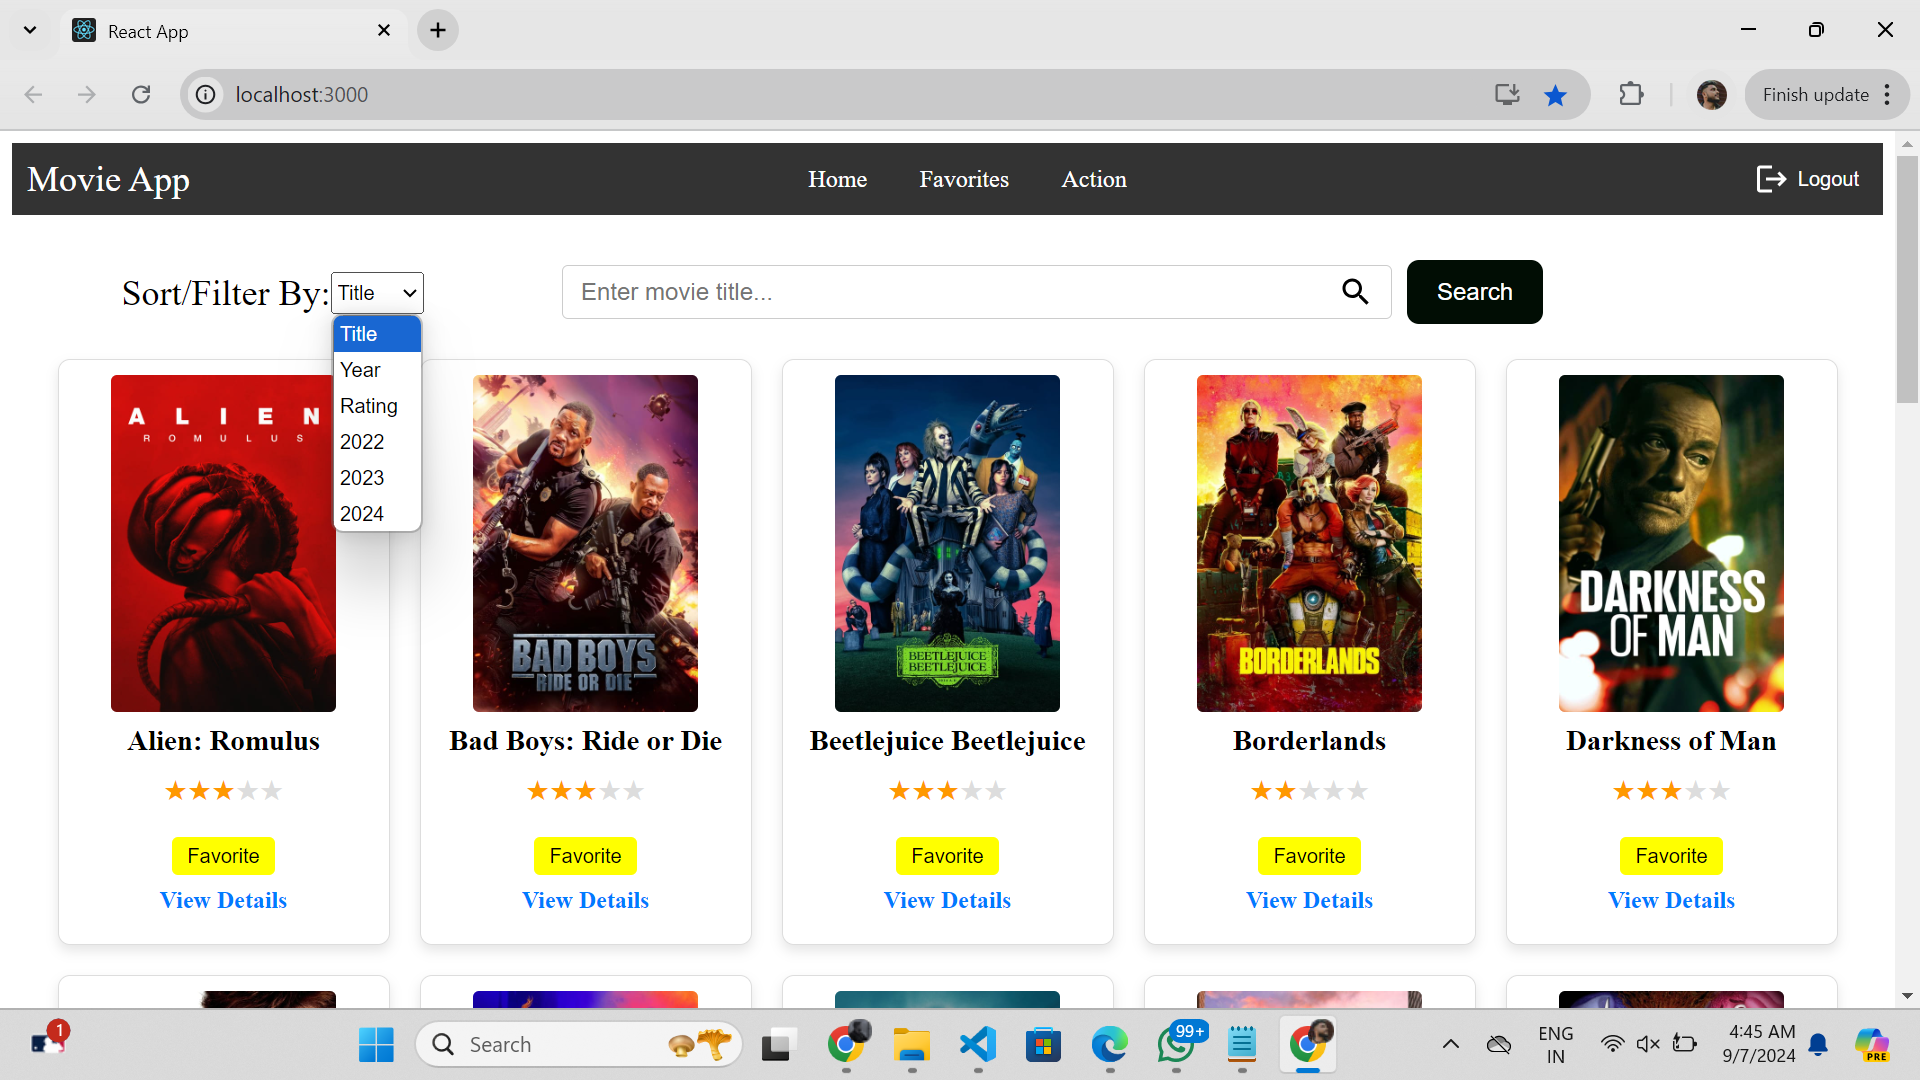 React App
localhost:3000
Finish update
Movie App
Home Favorites Action
Logout
Sort/Filter By: Title
Enter movie title...
Search
Title
Year
Rating
2022
2023
2024
ALIEN
ROMULUS
BAD BOYS
RIDE OR DIE
BEETLEJUICE
BEETLEJUICE
BORDERLANDS
DARKNESS
OF MAN
Alien: Romulus
Bad Boys: Ride or Die
Beetlejuice Beetlejuice
Borderlands
Darkness of Man
Favorite Favorite Favorite Favorite Favorite
View Details View Details View Details View Details View Details
1
Search
99+
ENG
IN
4:45 AM
9/7/2024
PRE